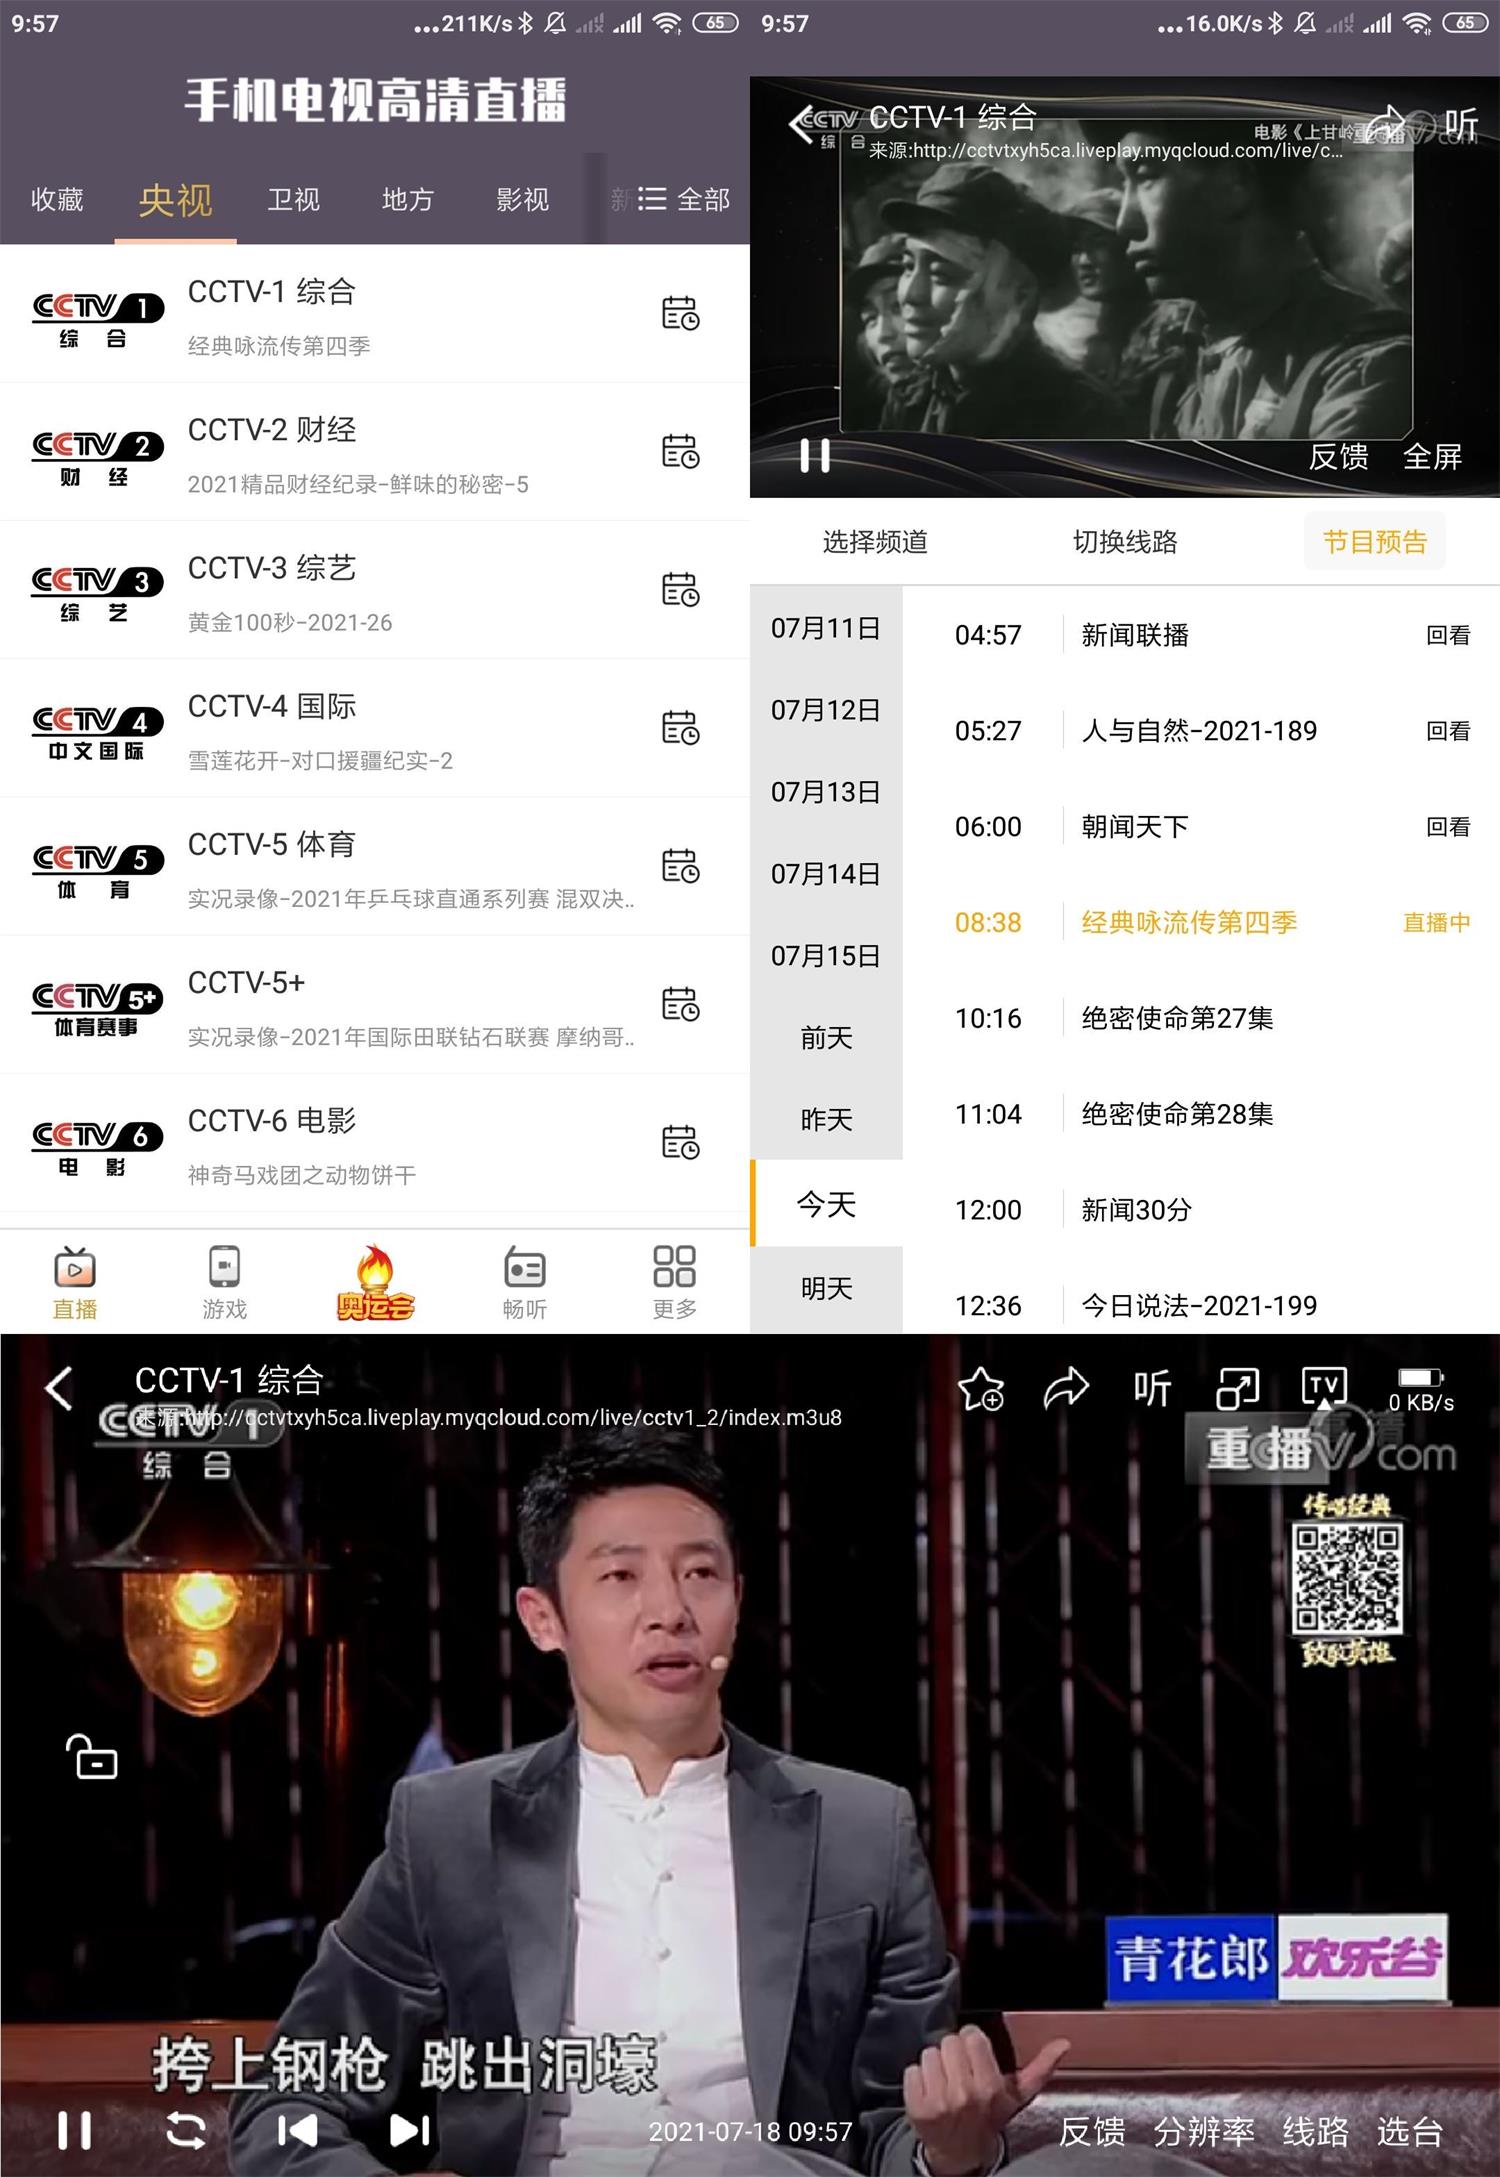 9:57
...211K/s
65
手机电视高清直播
收藏
央视
卫视
地方
影视
新
全部
CCTV 1
综合
CCTV-1 综合
经典咏流传第四季
CCTV 2
财经
CCTV-2 财经
2021精品财经纪录-鲜味的秘密-5
CCTV 3
综艺
CCTV-3 综艺
黄金100秒-2021-26
CCTV 4
中文国际
CCTV-4 国际
雪莲花开-对口援疆纪实-2
CCTV 5
体育
CCTV-5 体育
实况录像-2021年乒乓球直通系列赛 混双决..
CCTV 5+
体育赛事
CCTV-5+
实况录像-2021年国际田联钻石联赛 摩纳哥..
CCTV 6
电影
CCTV-6 电影
神奇马戏团之动物饼干
直播
游戏
奥运会
畅听
更多
9:57
...16.0K/s
65
CCTV
综合
CCTV-1 综合
来源:http://cctvtxyh5ca.liveplay.myqcloud.com/live/c...
电影《上甘岭
重播
com
听
反馈
全屏
选择频道
切换线路
节目预告
07月11日
07月12日
07月13日
07月14日
07月15日
前天
昨天
今天
明天
04:57 新闻联播 回看
05:27 人与自然-2021-189 回看
06:00 朝闻天下 回看
08:38 经典咏流传第四季 直播中
10:16 绝密使命第27集
11:04 绝密使命第28集
12:00 新闻30分
12:36 今日说法-2021-199
CCTV-1 综合
来源:http://cctvtxyh5ca.liveplay.myqcloud.com/live/cctv1_2/index.m3u8
CCTV 1
综合
听
TV
0 KB/s
重播
com
传唱经典
致敬英雄
青花郎
欢乐谷
挎上钢枪 跳出洞壕
2021-07-18 09:57
反馈
分辨率
线路
选台